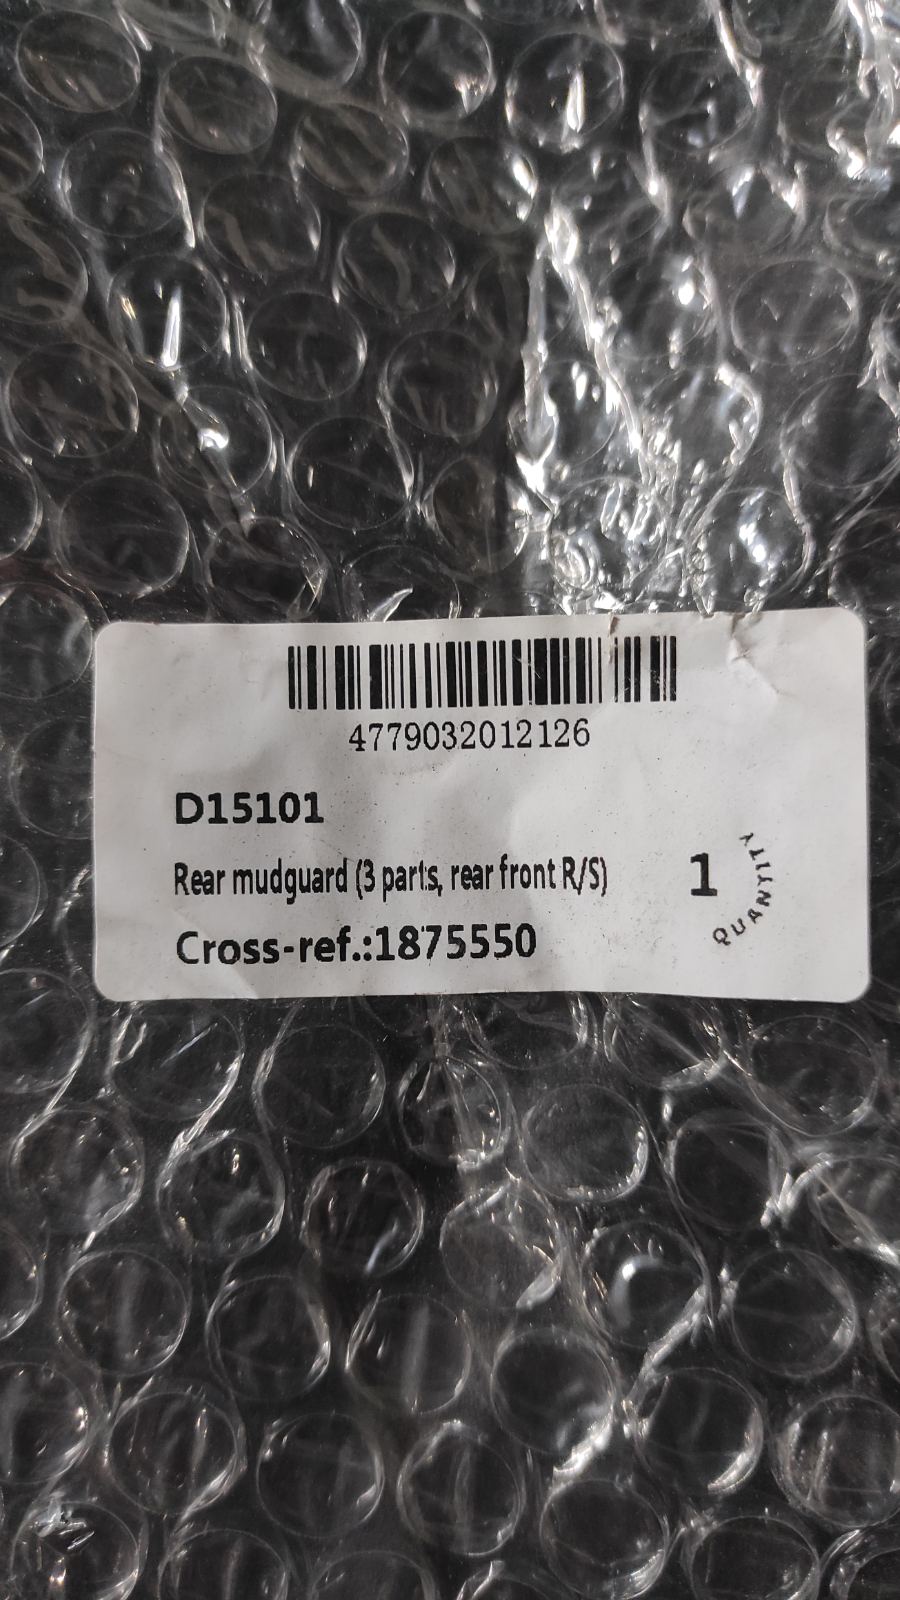 4779032012126
D15101
Rear mudguard (3 parts, rear front R/S)
1
QUANTITY
Cross-ref.:1875550